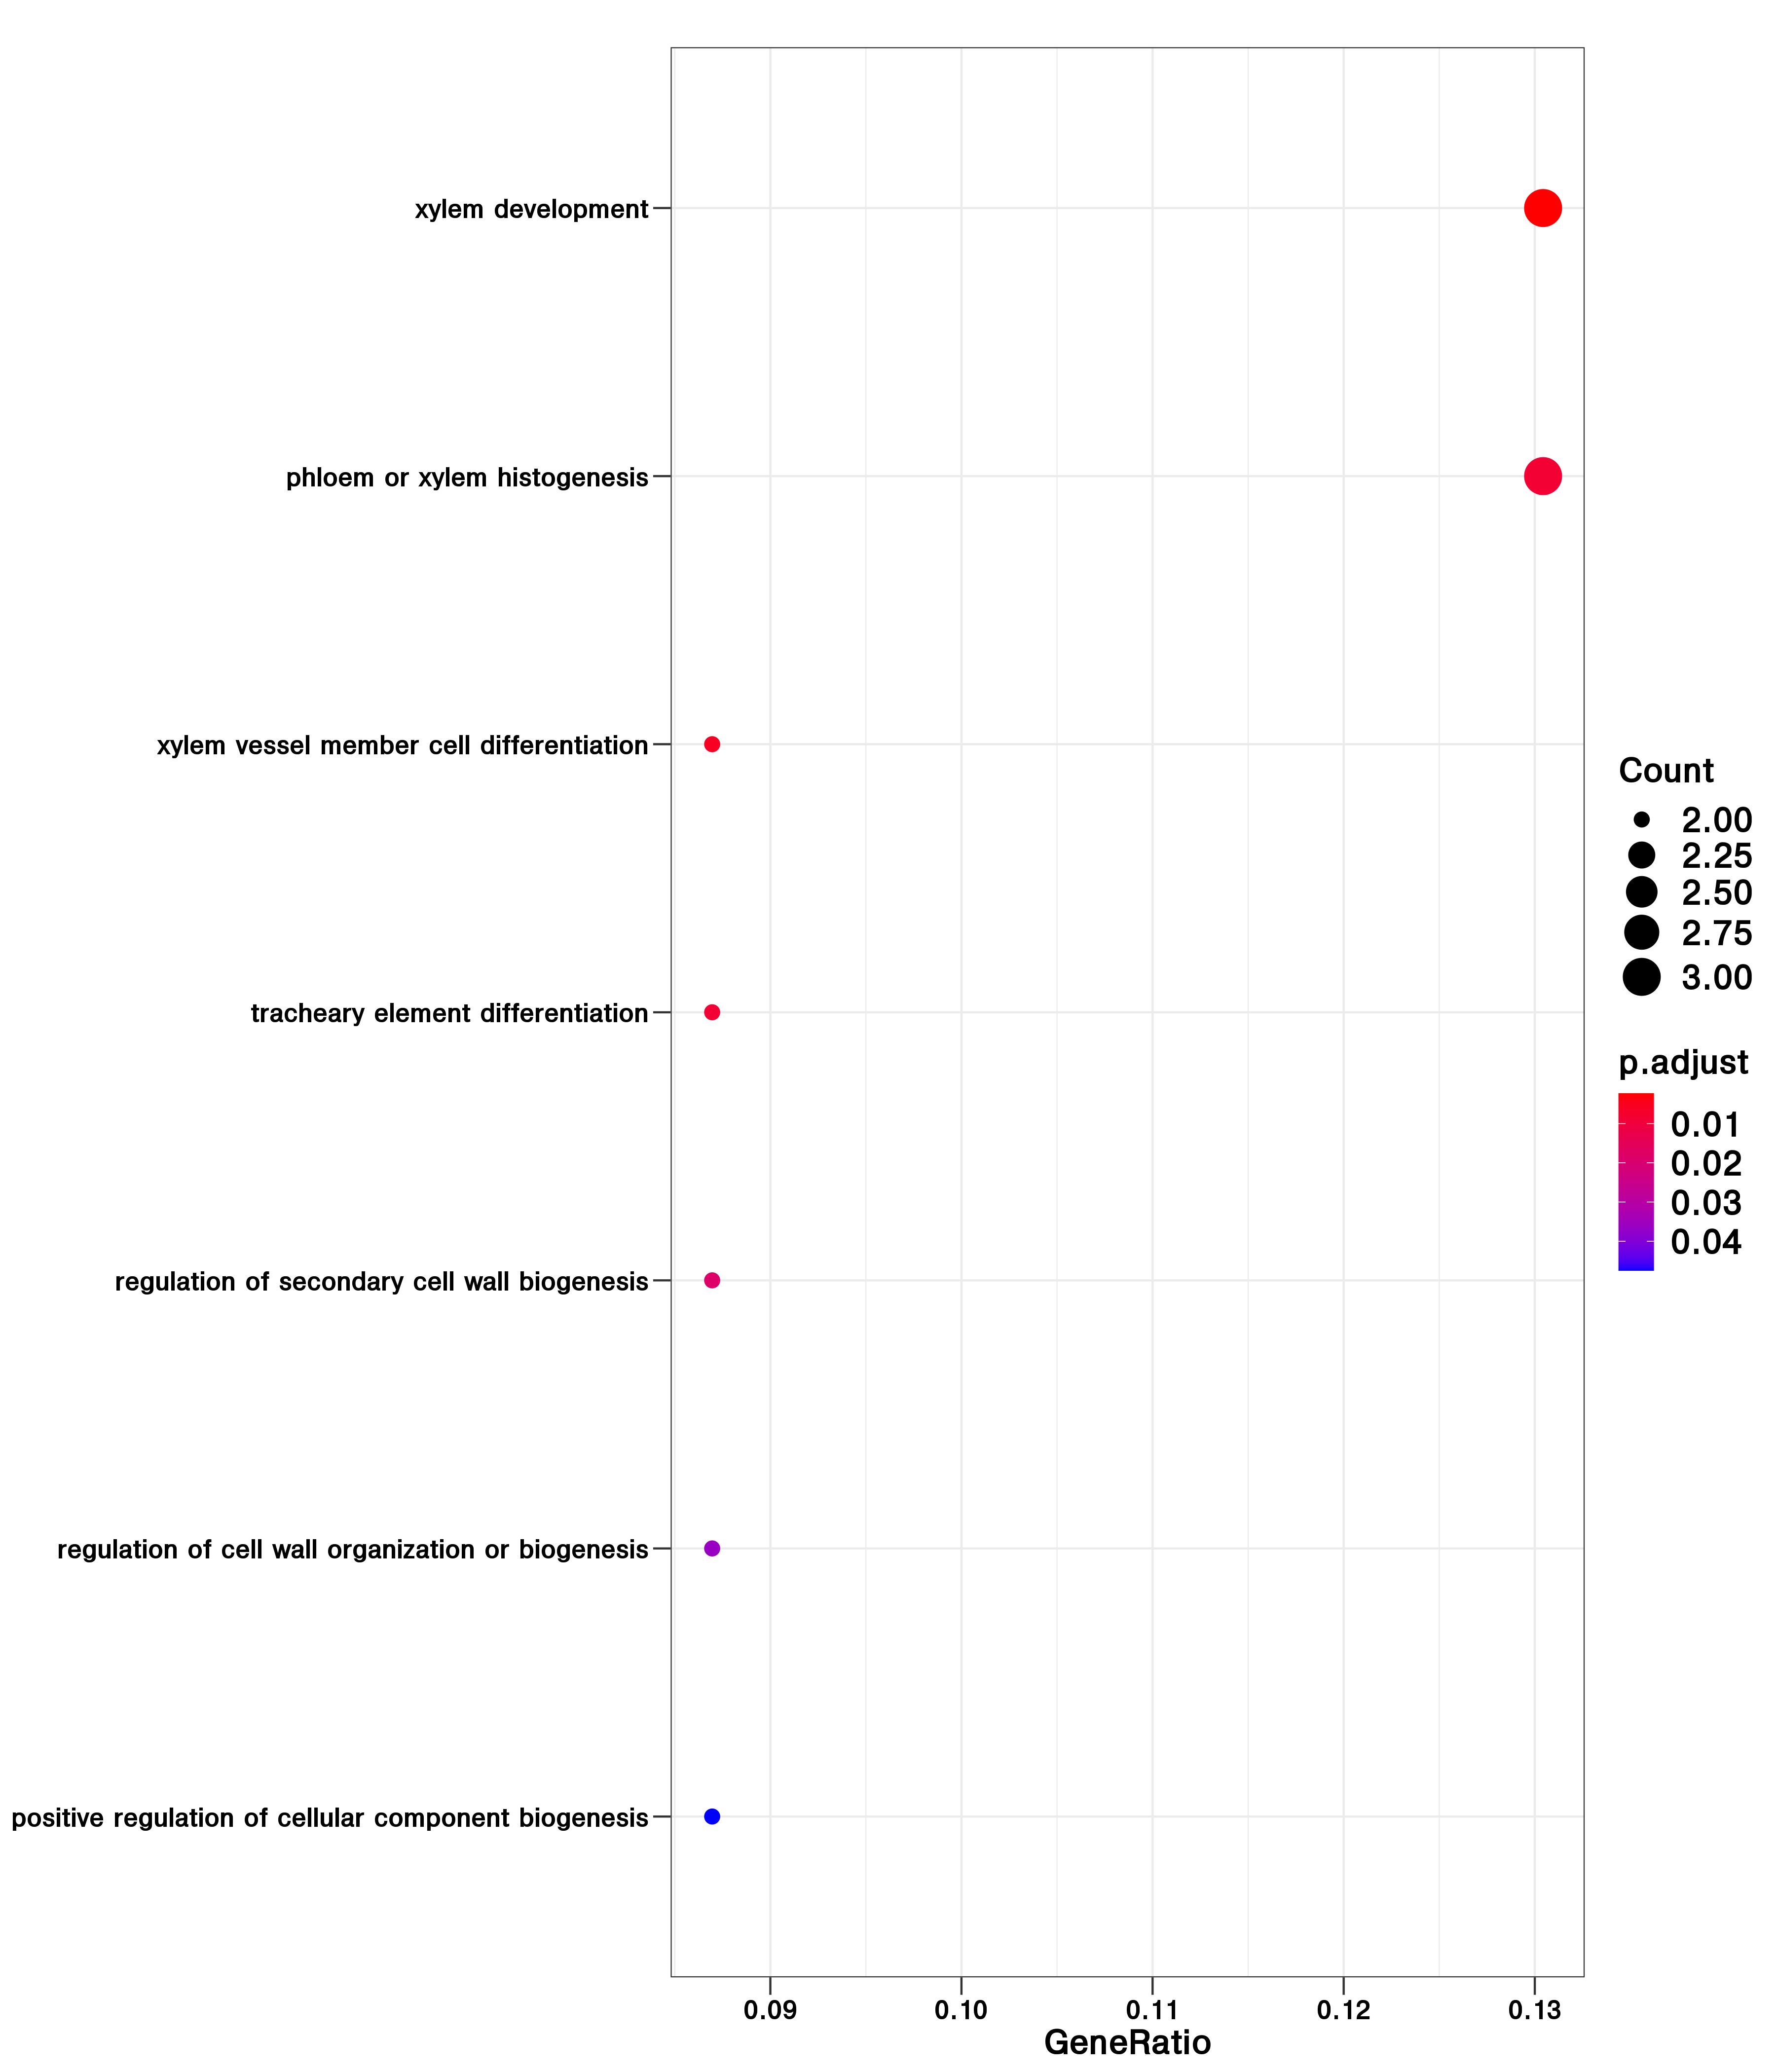 xylem development
phloem or xylem histogenesis
xylem vessel member cell differentiation
tracheary element differentiation
regulation of secondary cell wall biogenesis
regulation of cell wall organization or biogenesis
positive regulation of cellular component biogenesis
0.09 0.10 0.11 0.12 0.13
GeneRatio
Count
2.00
2.25
2.50
2.75
3.00
p.adjust
0.01
0.02
0.03
0.04